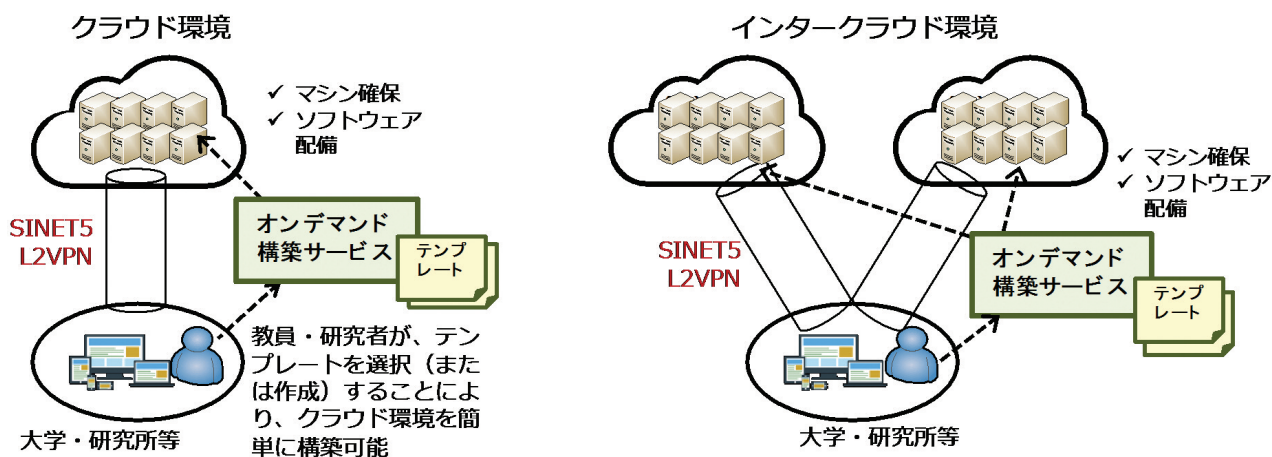 クラウド環境
✓ マシン確保
✓ ソフトウェア
配備
SINET5
L2VPN
オンデマンド
構築サービス
テンプ
レート
教員・研究者が、テン
プレートを選択（また
は作成）することによ
り、クラウド環境を簡
単に構築可能
大学・研究所等
インタークラウド環境
✓ マシン確保
✓ ソフトウェア
配備
SINET5
L2VPN
オンデマンド
構築サービス
テンプ
レート
大学・研究所等